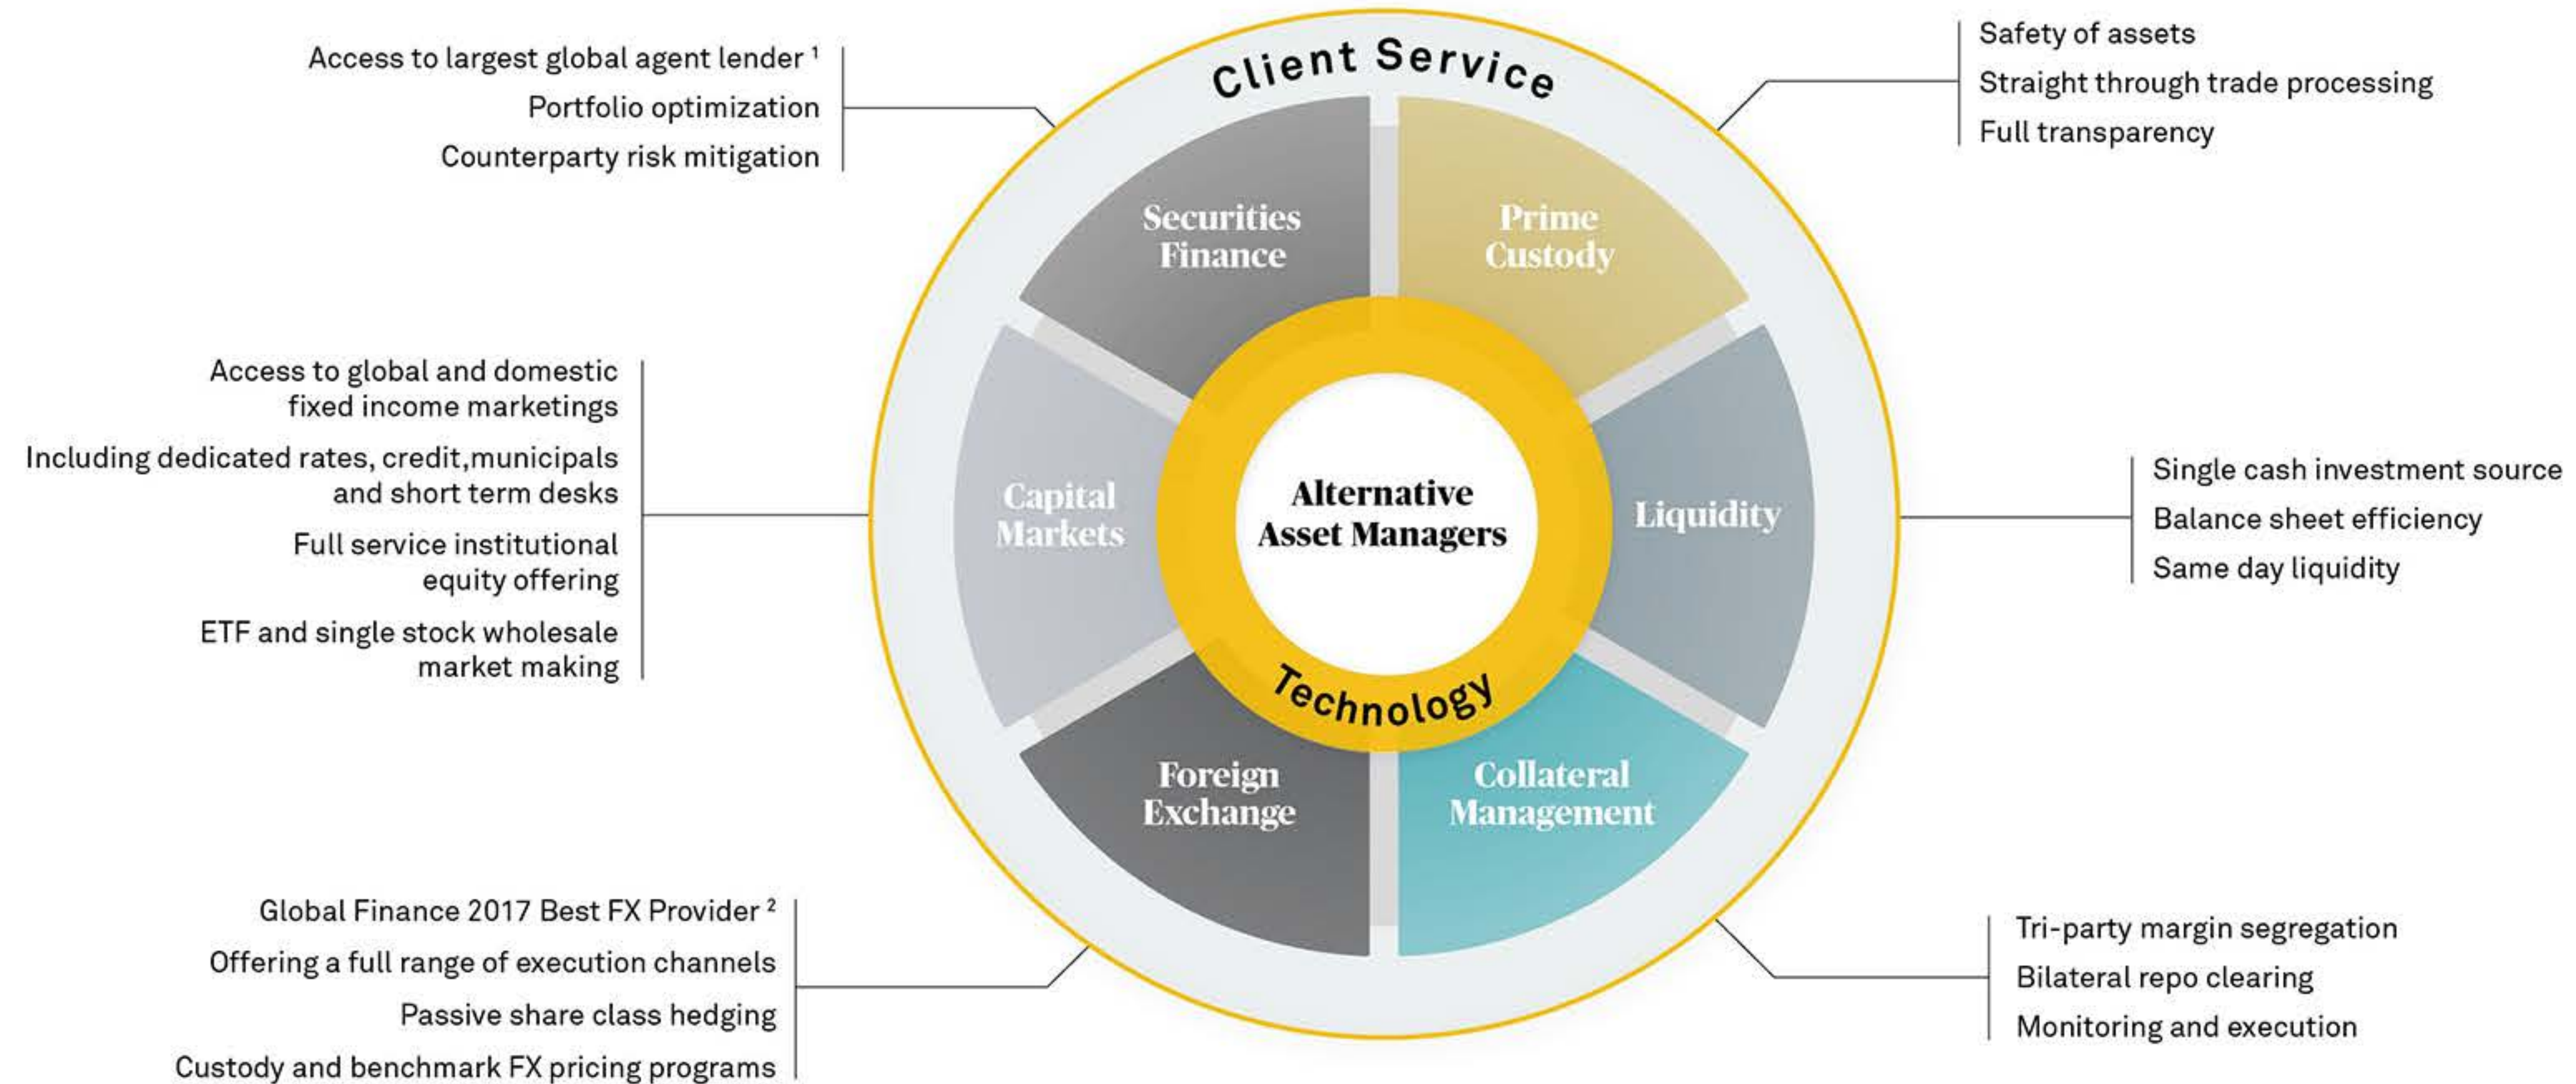 Client Service
Access to largest global agent lender ¹
Portfolio optimization
Counterparty risk mitigation
Safety of assets
Straight through trade processing
Full transparency
Securities
Finance
Prime
Custody
Access to global and domestic
fixed income marketings
Including dedicated rates, credit,municipals
and short term desks
Full service institutional
equity offering
ETF and single stock wholesale
market making
Capital
Markets
Alternative
Asset Managers
Liquidity
Single cash investment source
Balance sheet efficiency
Same day liquidity
Technology
Foreign
Exchange
Collateral
Management
Global Finance 2017 Best FX Provider ²
Offering a full range of execution channels
Passive share class hedging
Custody and benchmark FX pricing programs
Tri-party margin segregation
Bilateral repo clearing
Monitoring and execution